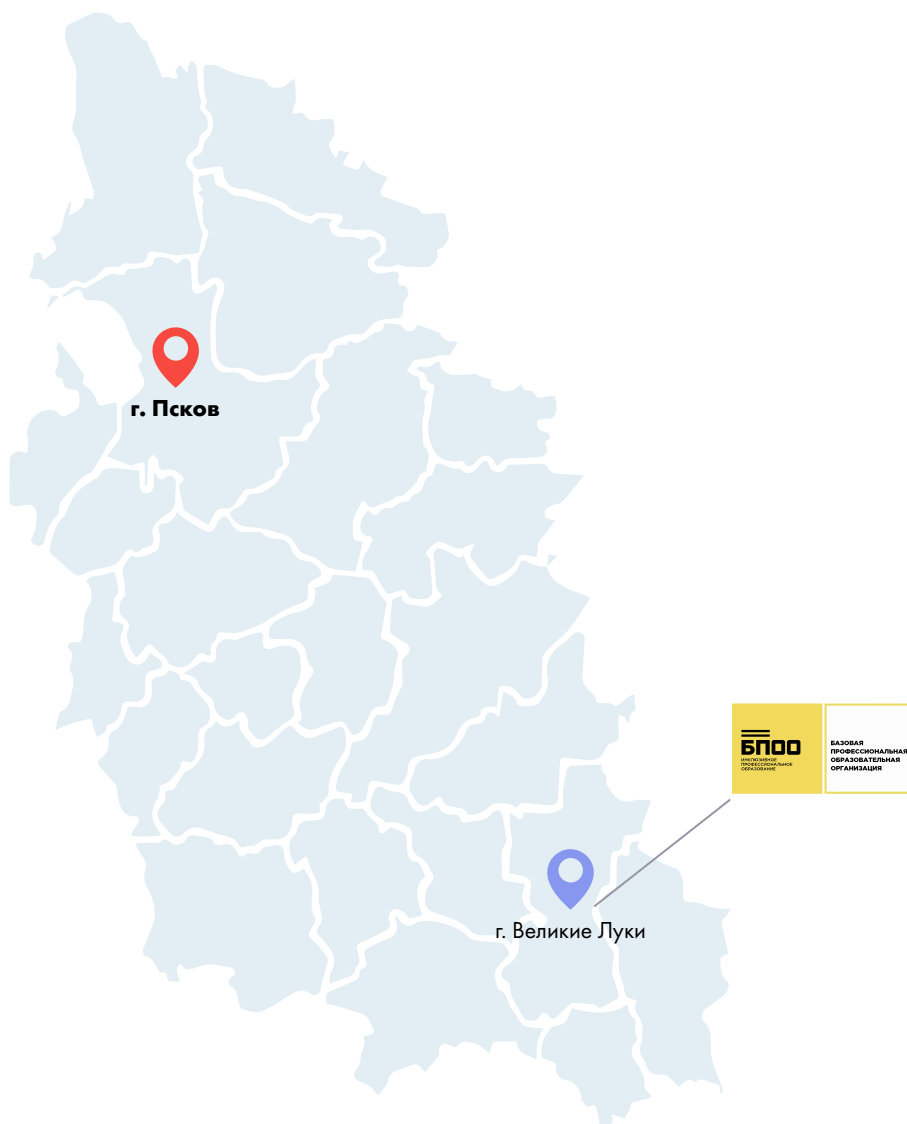 г. Псков
БПОО
ИНКЛЮЗИВНОЕ
ПРОФЕССИОНАЛЬНОЕ
ОБРАЗОВАНИЕ
БАЗОВАЯ
ПРОФЕССИОНАЛЬНАЯ
ОБРАЗОВАТЕЛЬНАЯ
ОРГАНИЗАЦИЯ
г. Великие Луки